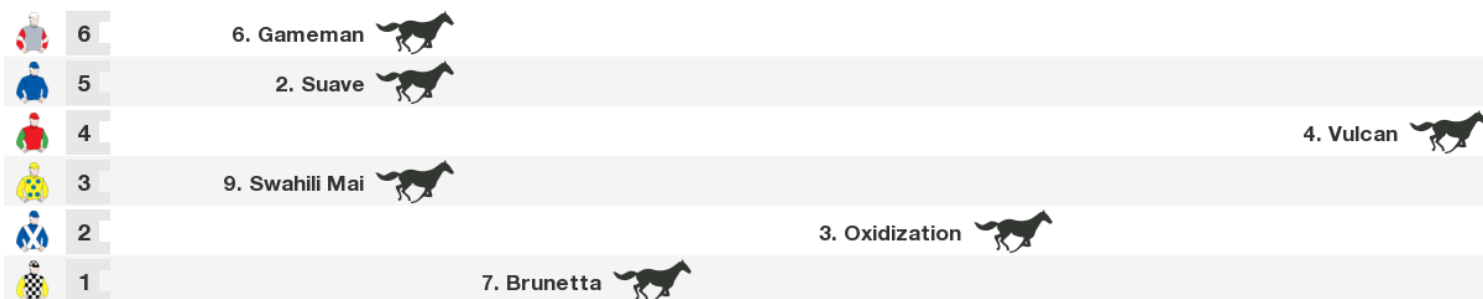 6 6. Gameman
5 2. Suave
4 4. Vulcan
3 9. Swahili Mai
2 3. Oxidization
1 7. Brunetta